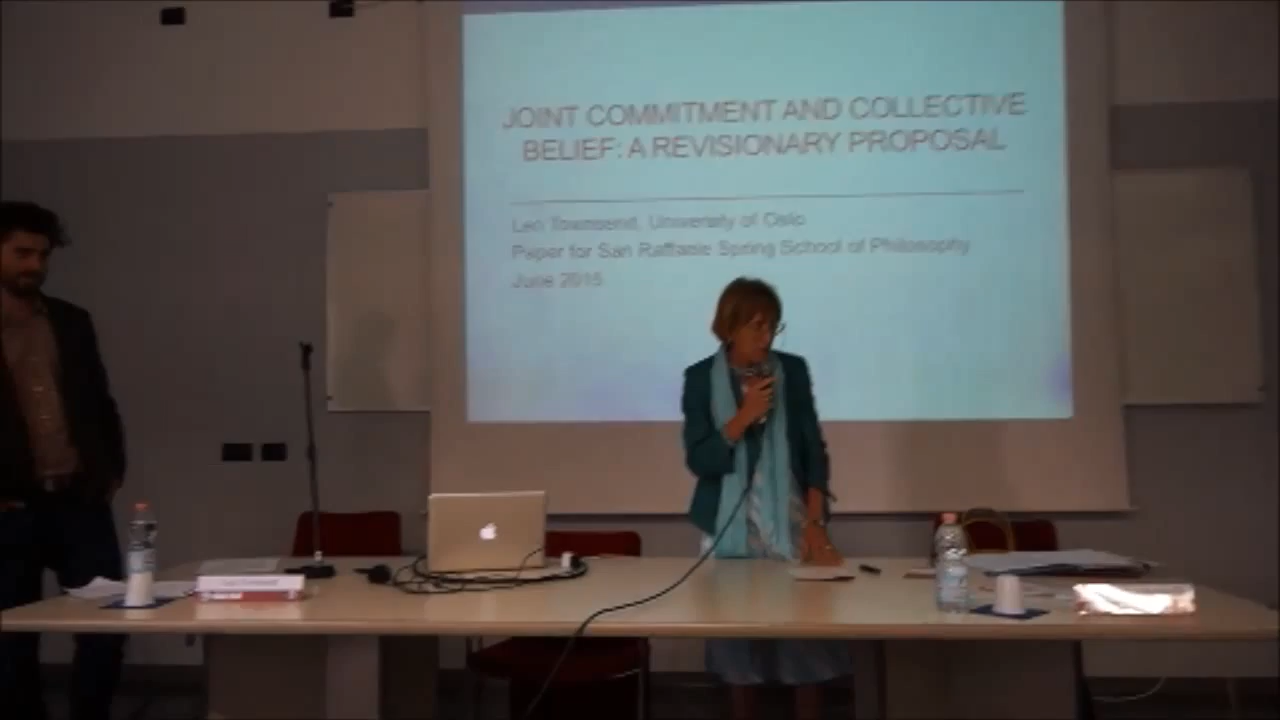 JOINT COMMITMENT AND COLLECTIVE
BELIEF: A REVISIONARY PROPOSAL
Leo Townsend, University of Oslo
Paper for San Raffaele Spring School of Philosophy
June 2015